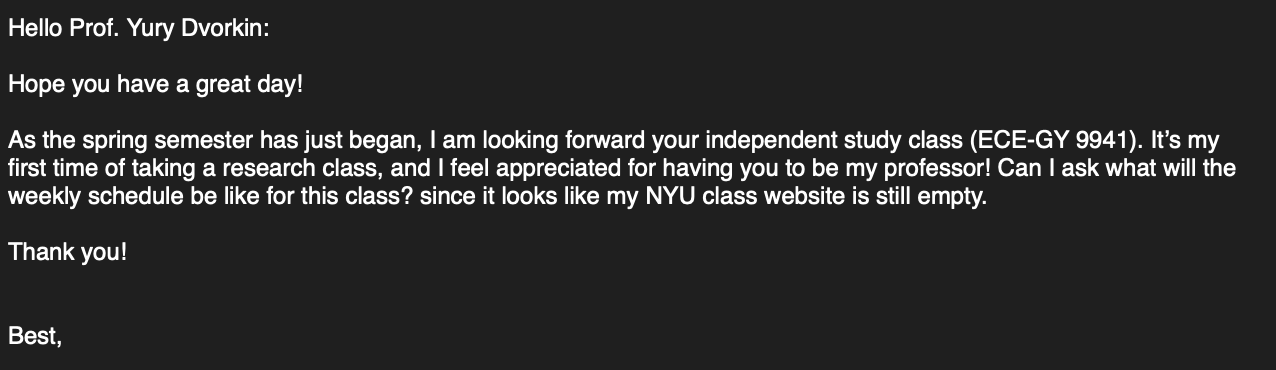 Hello Prof. Yury Dvorkin:
Hope you have a great day!
As the spring semester has just began, I am looking forward your independent study class (ECE-GY 9941). It’s my
first time of taking a research class, and I feel appreciated for having you to be my professor! Can I ask what will the
weekly schedule be like for this class? since it looks like my NYU class website is still empty.
Thank you!
Best,